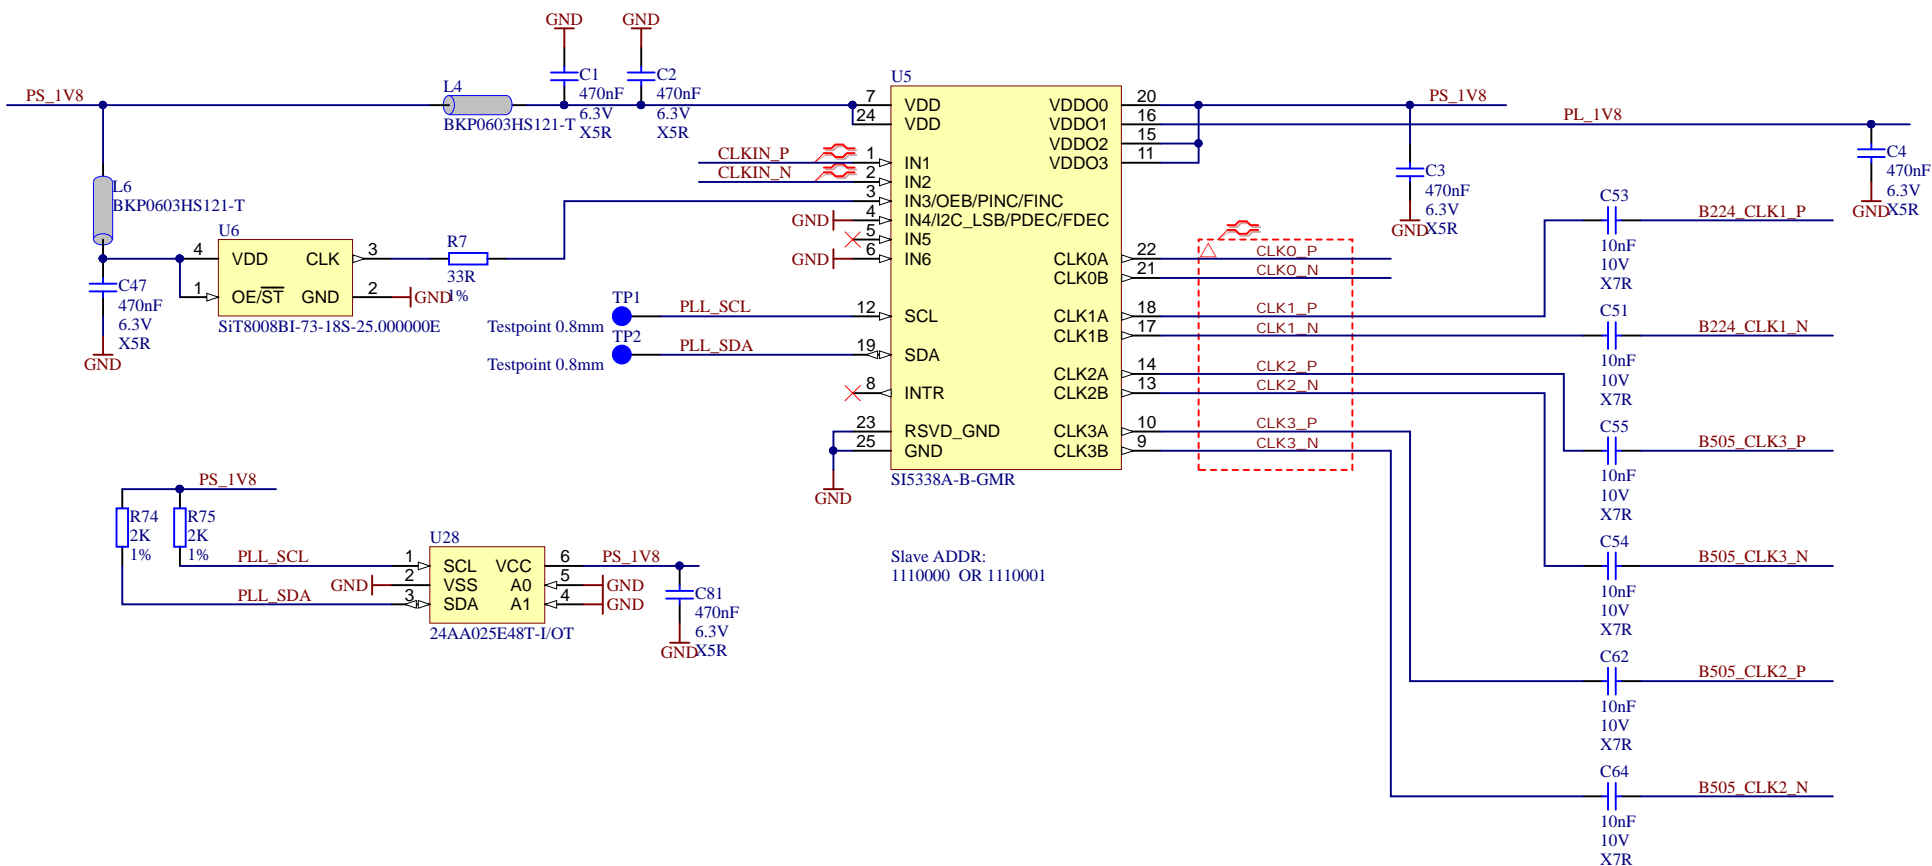 GND
GND
PS_1V8
L4
BKP0603HS121-T
C1
470nF
6.3V
X5R
C2
470nF
6.3V
X5R
L6
BKP0603HS121-T
C47
470nF
6.3V
X5R
GND
U6
4 VDD
CLK 3
1 OE/ST
GND 2
GND
SiT8008BI-73-18S-25.000000E
R7
33R
1%
CLKIN_P
CLKIN_N
GND
GND
TP1
Testpoint 0.8mm
PLL_SCL
TP2
Testpoint 0.8mm
PLL_SDA
U5
7 VDD
24 VDD
1 IN1
2 IN2
3 IN3/OEB/PINC/FINC
4 IN4/I2C_LSB/PDEC/FDEC
5 IN5
6 IN6
12 SCL
19 SDA
8 INTR
23 RSVD_GND
25 GND
VDDO0 20
VDDO1 16
VDDO2 15
VDDO3 11
CLK0A 22
CLK0B 21
CLK1A 18
CLK1B 17
CLK2A 14
CLK2B 13
CLK3A 10
CLK3B 9
SI5338A-B-GMR
GND
Slave ADDR:
1110000 OR 1110001
PS_1V8
PL_1V8
C3
470nF
6.3V
X5R
GND
C4
470nF
6.3V
X5R
GND
CLK0_P
CLK0_N
CLK1_P
CLK1_N
CLK2_P
CLK2_N
CLK3_P
CLK3_N
C53
10nF
10V
X7R
B224_CLK1_P
C51
10nF
10V
X7R
B224_CLK1_N
C55
10nF
10V
X7R
B505_CLK3_P
C54
10nF
10V
X7R
B505_CLK3_N
C62
10nF
10V
X7R
B505_CLK2_P
C64
10nF
10V
X7R
B505_CLK2_N
PS_1V8
R74
2K
1%
R75
2K
1%
PLL_SCL
GND
PLL_SDA
U28
1 SCL
2 VSS
3 SDA
VCC 6
A0 5
A1 4
24AA025E48T-I/OT
PS_1V8
GND
GND
C81
470nF
6.3V
X5R
GND